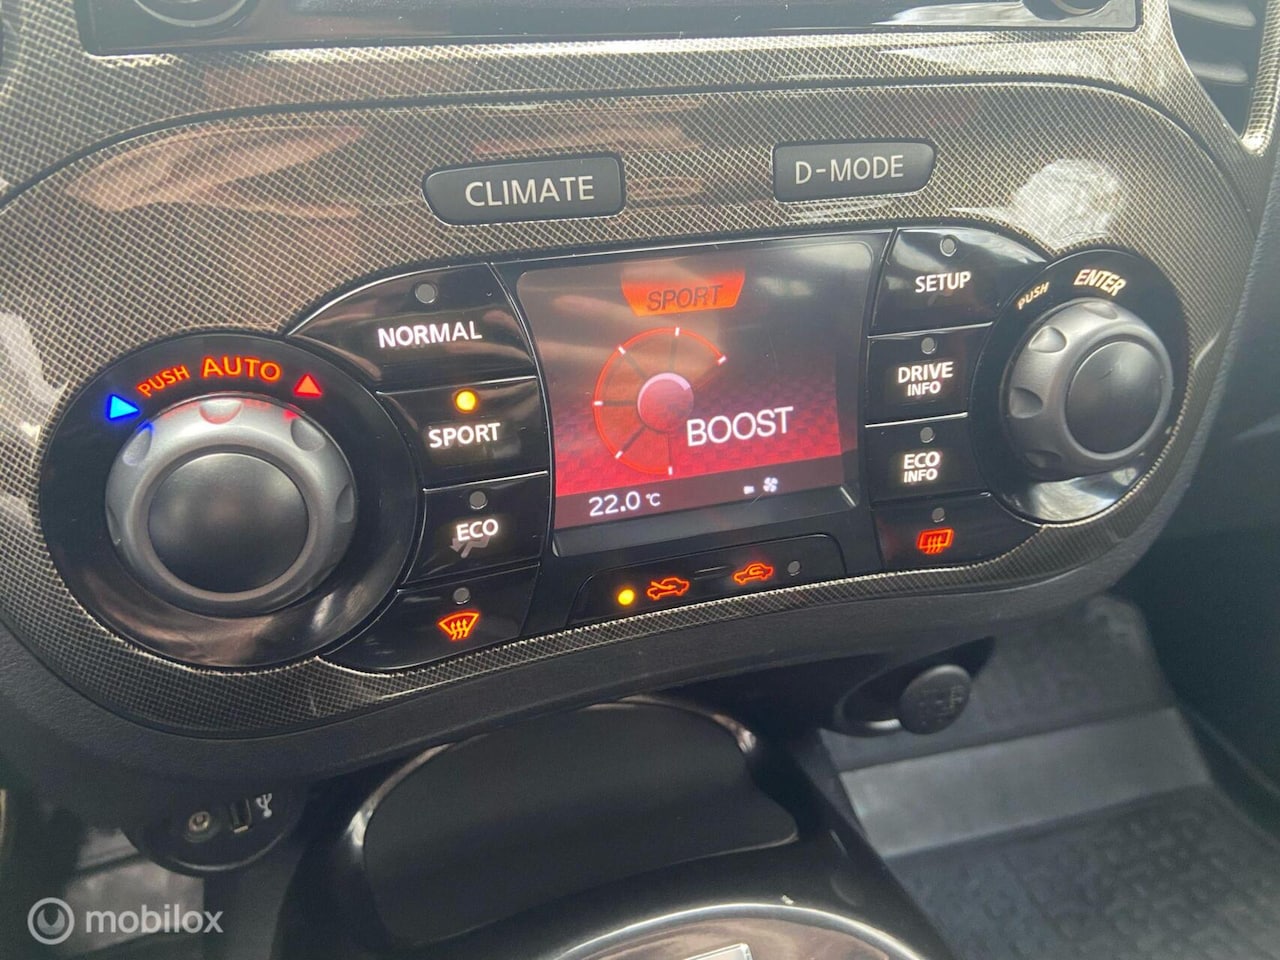 CLIMATE
D-MODE
SPORT
SETUP
PUSH ENTER
NORMAL
PUSH AUTO
DRIVE
INFO
SPORT
BOOST
ECO
INFO
22.0 °C
ECO
mobilox